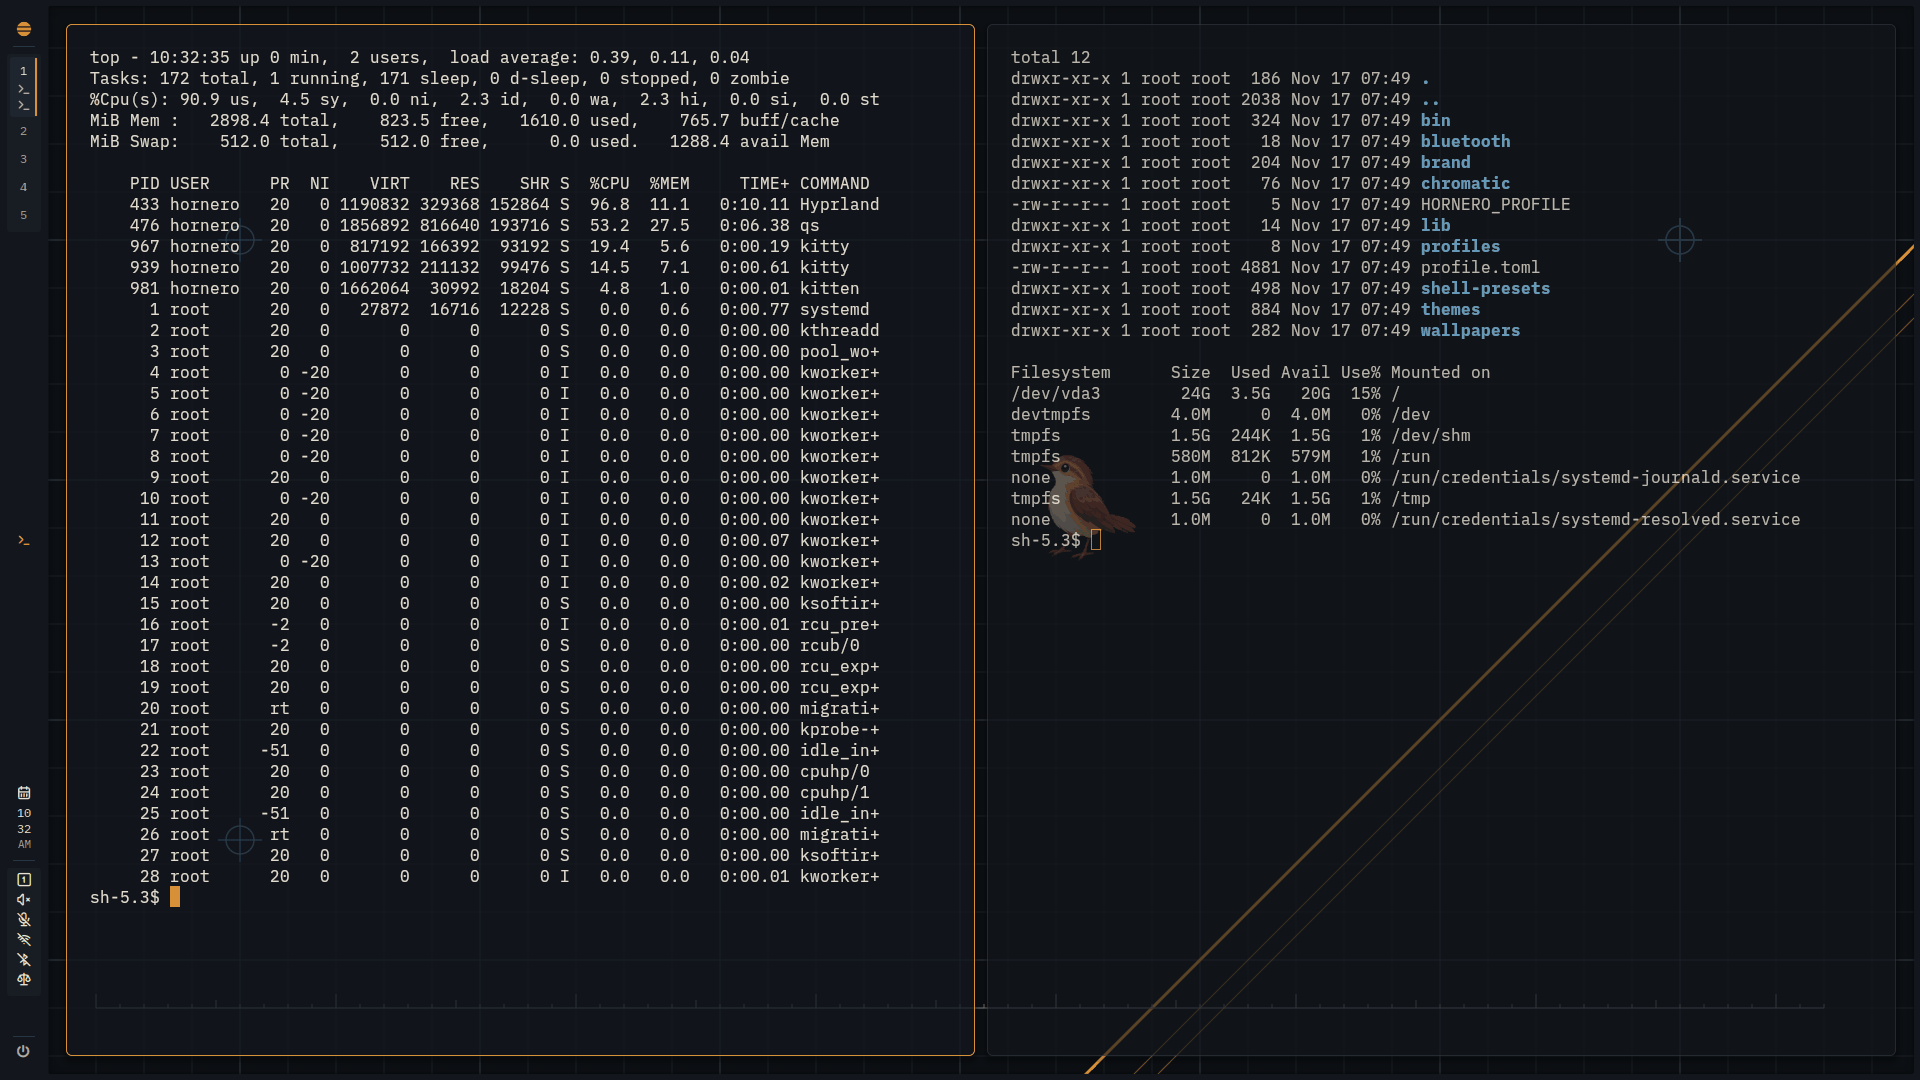 1
2
3
4
5
10
32
AM
1
top - 10:32:35 up 0 min,  2 users,  load average: 0.39, 0.11, 0.04
Tasks: 172 total, 1 running, 171 sleep, 0 d-sleep, 0 stopped, 0 zombie
%Cpu(s): 90.9 us,  4.5 sy,  0.0 ni,  2.3 id,  0.0 wa,  2.3 hi,  0.0 si,  0.0 st
MiB Mem :   2898.4 total,    823.5 free,   1610.0 used,    765.7 buff/cache
MiB Swap:    512.0 total,    512.0 free,      0.0 used.   1288.4 avail Mem
PID USER      PR  NI    VIRT    RES    SHR S  %CPU  %MEM     TIME+ COMMAND
433 hornero   20   0 1190832 329368 152864 S  96.8  11.1   0:10.11 Hyprland
476 hornero   20   0 1856892 816640 193716 S  53.2  27.5   0:06.38 qs
967 hornero   20   0  817192 166392  93192 S  19.4   5.6   0:00.19 kitty
939 hornero   20   0 1007732 211132  99476 S  14.5   7.1   0:00.61 kitty
981 hornero   20   0 1662064  30992  18204 S   4.8   1.0   0:00.01 kitten
1 root      20   0   27872  16716  12228 S   0.0   0.6   0:00.77 systemd
2 root      20   0       0      0      0 S   0.0   0.0   0:00.00 kthreadd
3 root      20   0       0      0      0 S   0.0   0.0   0:00.00 pool_wo+
4 root       0 -20       0      0      0 I   0.0   0.0   0:00.00 kworker+
5 root       0 -20       0      0      0 I   0.0   0.0   0:00.00 kworker+
6 root       0 -20       0      0      0 I   0.0   0.0   0:00.00 kworker+
7 root       0 -20       0      0      0 I   0.0   0.0   0:00.00 kworker+
8 root       0 -20       0      0      0 I   0.0   0.0   0:00.00 kworker+
9 root      20   0       0      0      0 I   0.0   0.0   0:00.00 kworker+
10 root       0 -20       0      0      0 I   0.0   0.0   0:00.00 kworker+
11 root      20   0       0      0      0 I   0.0   0.0   0:00.00 kworker+
12 root      20   0       0      0      0 I   0.0   0.0   0:00.07 kworker+
13 root       0 -20       0      0      0 I   0.0   0.0   0:00.00 kworker+
14 root      20   0       0      0      0 I   0.0   0.0   0:00.02 kworker+
15 root      20   0       0      0      0 S   0.0   0.0   0:00.00 ksoftir+
16 root      -2   0       0      0      0 I   0.0   0.0   0:00.01 rcu_pre+
17 root      -2   0       0      0      0 S   0.0   0.0   0:00.00 rcub/0
18 root      20   0       0      0      0 S   0.0   0.0   0:00.00 rcu_exp+
19 root      20   0       0      0      0 S   0.0   0.0   0:00.00 rcu_exp+
20 root      rt   0       0      0      0 S   0.0   0.0   0:00.00 migrati+
21 root      20   0       0      0      0 S   0.0   0.0   0:00.00 kprobe-+
22 root     -51   0       0      0      0 S   0.0   0.0   0:00.00 idle_in+
23 root      20   0       0      0      0 S   0.0   0.0   0:00.00 cpuhp/0
24 root      20   0       0      0      0 S   0.0   0.0   0:00.00 cpuhp/1
25 root     -51   0       0      0      0 S   0.0   0.0   0:00.00 idle_in+
26 root      rt   0       0      0      0 S   0.0   0.0   0:00.00 migrati+
27 root      20   0       0      0      0 S   0.0   0.0   0:00.00 ksoftir+
28 root      20   0       0      0      0 I   0.0   0.0   0:00.01 kworker+
sh-5.3$
total 12
drwxr-xr-x 1 root root  186 Nov 17 07:49 .
drwxr-xr-x 1 root root 2038 Nov 17 07:49 ..
drwxr-xr-x 1 root root  324 Nov 17 07:49 bin
drwxr-xr-x 1 root root   18 Nov 17 07:49 bluetooth
drwxr-xr-x 1 root root  204 Nov 17 07:49 brand
drwxr-xr-x 1 root root   76 Nov 17 07:49 chromatic
-rw-r--r-- 1 root root    5 Nov 17 07:49 HORNERO_PROFILE
drwxr-xr-x 1 root root   14 Nov 17 07:49 lib
drwxr-xr-x 1 root root    8 Nov 17 07:49 profiles
-rw-r--r-- 1 root root 4881 Nov 17 07:49 profile.toml
drwxr-xr-x 1 root root  498 Nov 17 07:49 shell-presets
drwxr-xr-x 1 root root  884 Nov 17 07:49 themes
drwxr-xr-x 1 root root  282 Nov 17 07:49 wallpapers
Filesystem      Size  Used Avail Use% Mounted on
/dev/vda3        24G  3.5G   20G  15% /
devtmpfs        4.0M     0  4.0M   0% /dev
tmpfs           1.5G  244K  1.5G   1% /dev/shm
tmpfs           580M  812K  579M   1% /run
none            1.0M     0  1.0M   0% /run/credentials/systemd-journald.service
tmpfs           1.5G   24K  1.5G   1% /tmp
none            1.0M     0  1.0M   0% /run/credentials/systemd-resolved.service
sh-5.3$